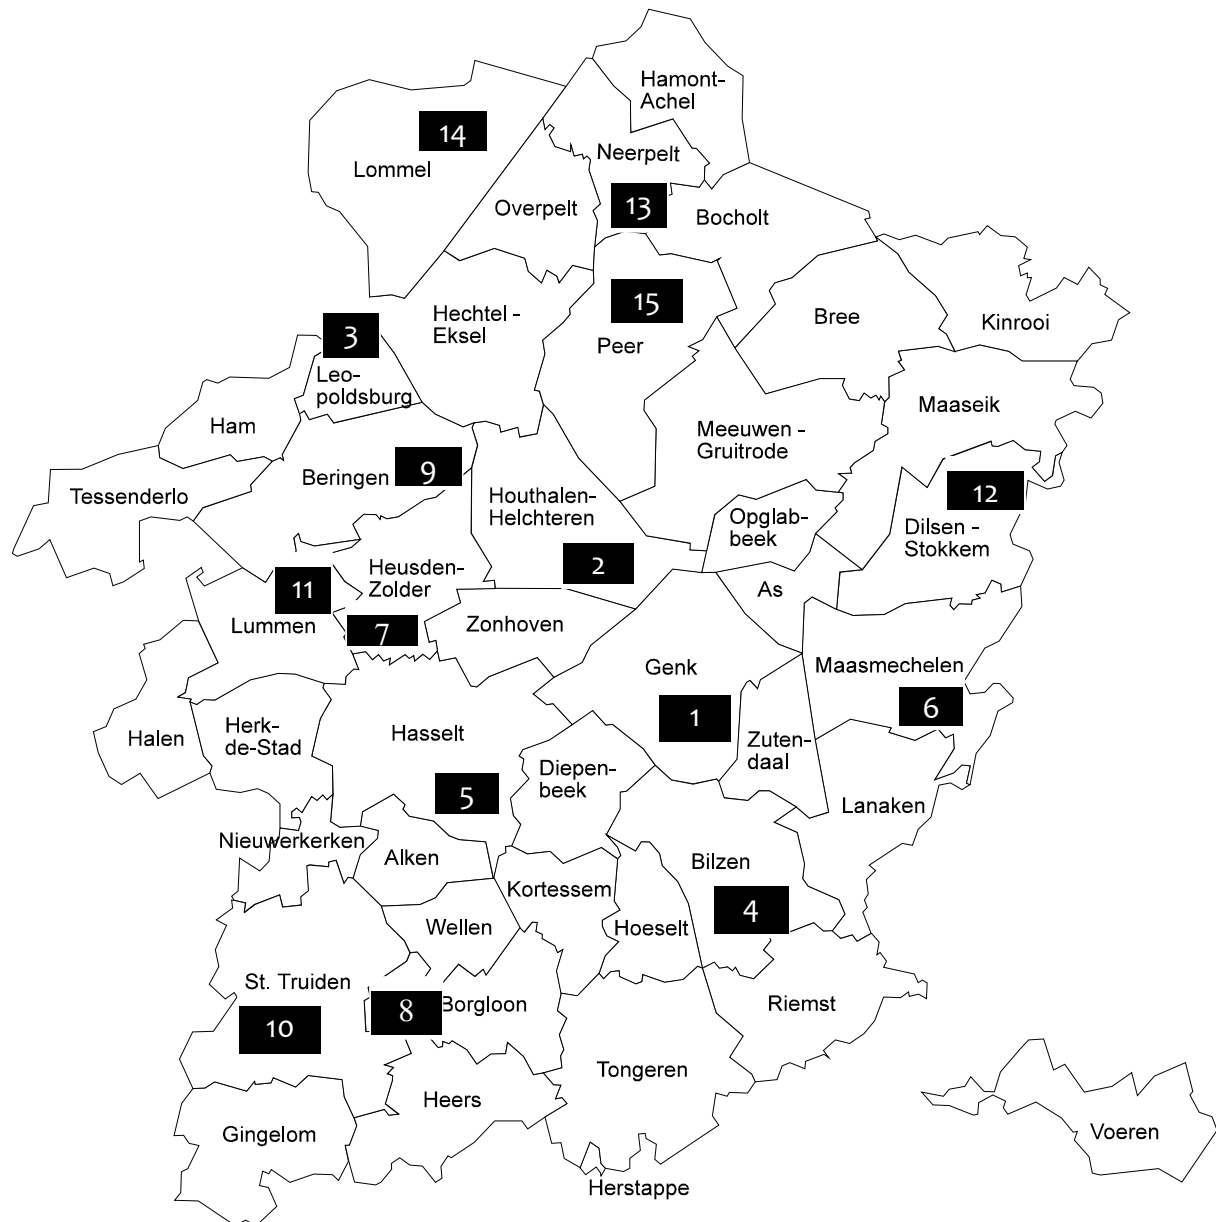 Hamont-
Achel
14
Neerpelt
Lommel
Overpelt
13
Bocholt
15
Hechtel -
Eksel
Bree
Kinrooi
3
Peer
Leo-
poldsburg
Maaseik
Ham
Meeuwen -
Gruitrode
Beringen
9
Tessenderlo
Houthalen-
Helchteren
12
Opglab-
beek
Dilsen -
Stokkem
2
Heusden-
Zolder
11
As
Lummen
7
Zonhoven
Genk
Maasmechelen
6
1
Halen
Herk-
de-Stad
Hasselt
Zuten-
daal
Diepen-
beek
5
Lanaken
Nieuwerkerken
Alken
Bilzen
Kortessem
4
Wellen
Hoeselt
St. Truiden
8
Borgloon
Riemst
10
Tongeren
Heers
Gingelom
Voeren
Herstappe